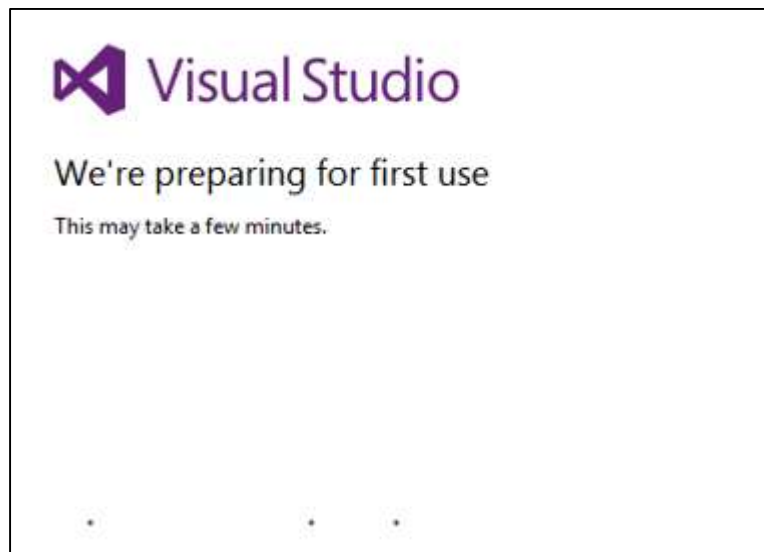 Visual Studio
We're preparing for first use
This may take a few minutes.